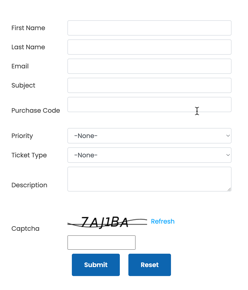 First Name
Last Name
Email
Subject
Purchase Code
Priority -None-
Ticket Type -None-
Description
Captcha 7AJ1BA Refresh
Submit Reset